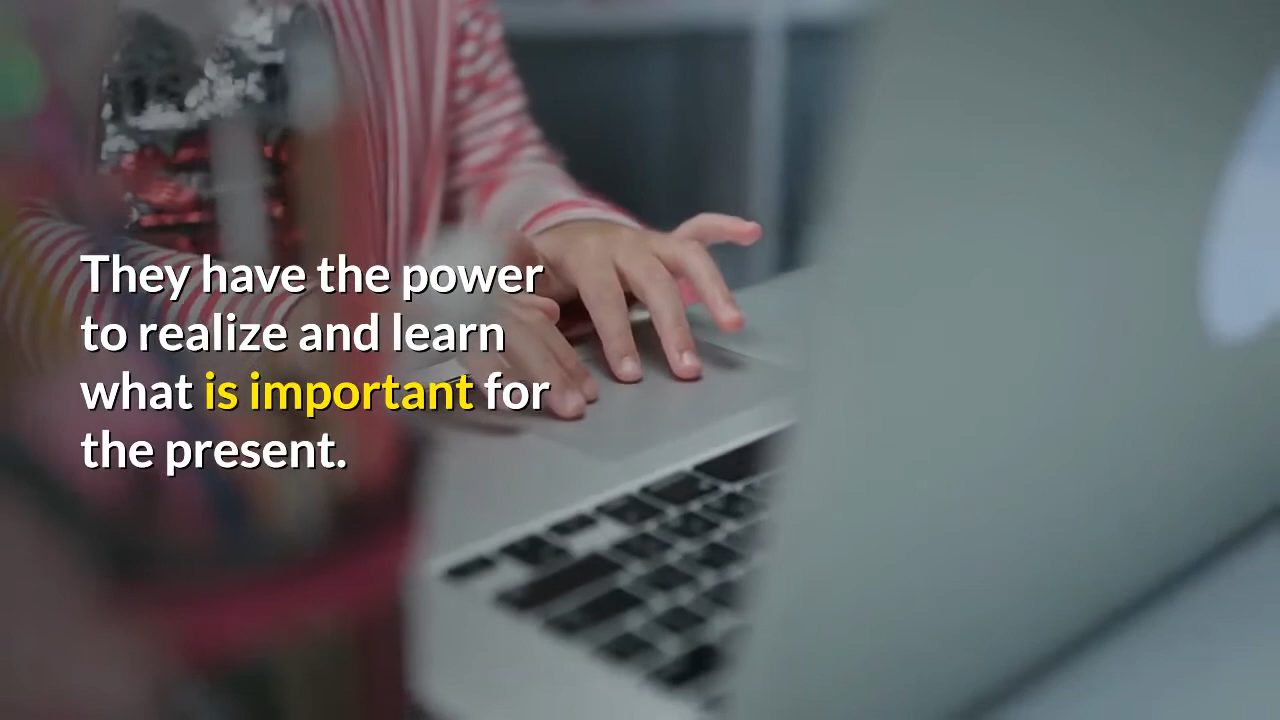 They have the power
to realize and learn
what is important for
the present.